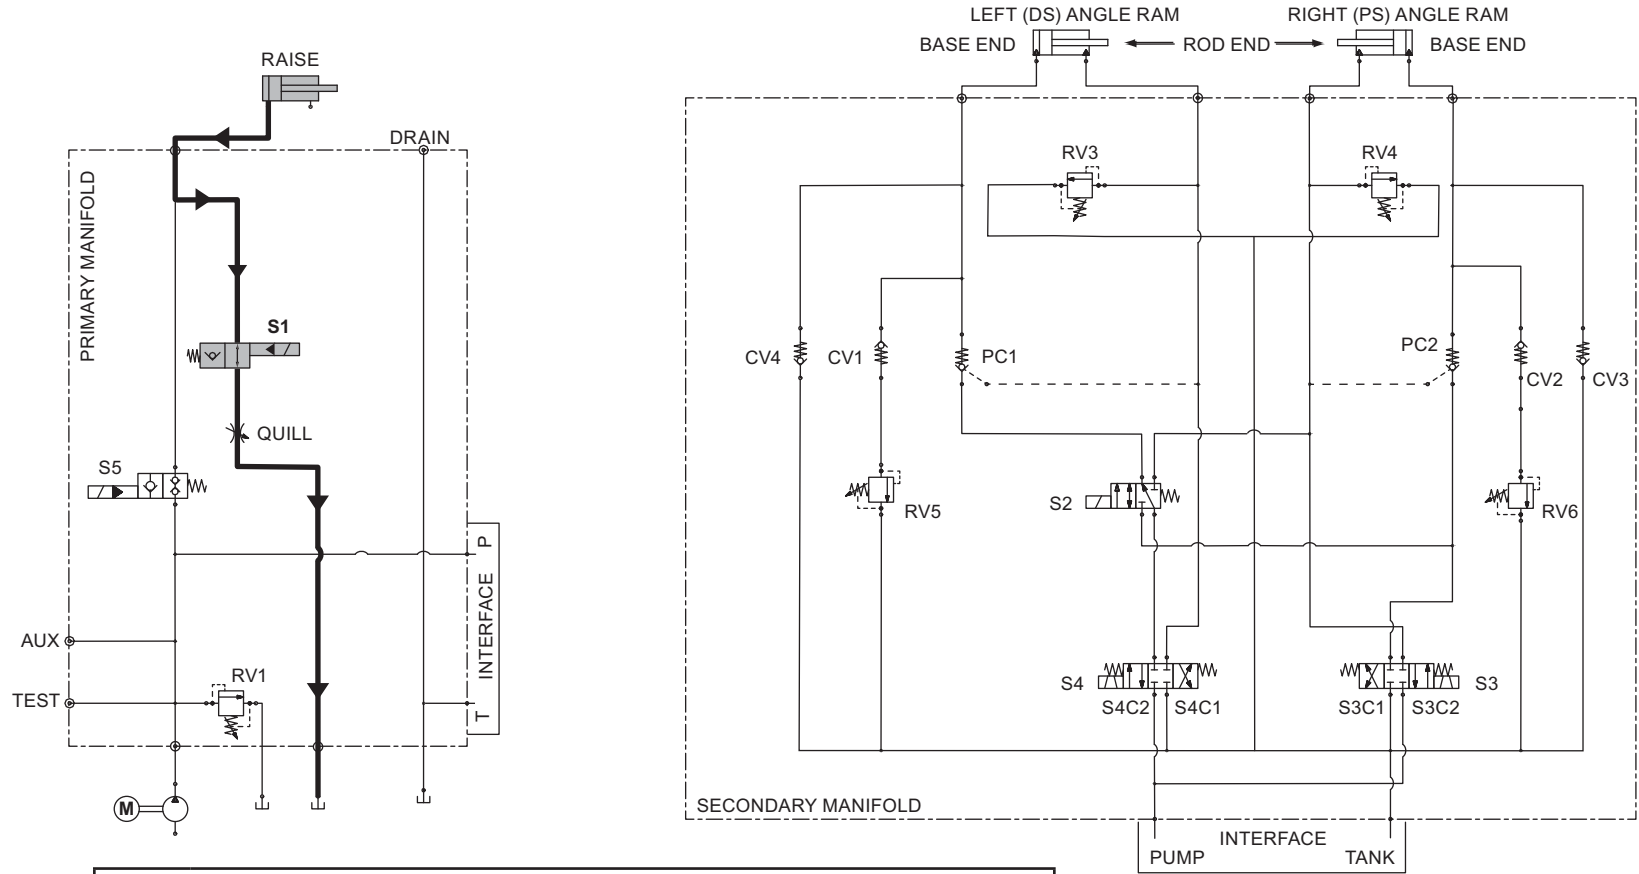 LEFT (DS) ANGLE RAM
RIGHT (PS) ANGLE RAM
BASE END
ROD END
BASE END
RAISE
DRAIN
PRIMARY MANIFOLD
S1
QUILL
S5
P
INTERFACE
T
AUX
TEST
RV1
M
RV3
RV4
CV4
CV1
PC1
PC2
CV2
CV3
RV5
S2
RV6
S4
S4C2
S4C1
S3C1
S3C2
S3
SECONDARY MANIFOLD
INTERFACE
PUMP
TANK